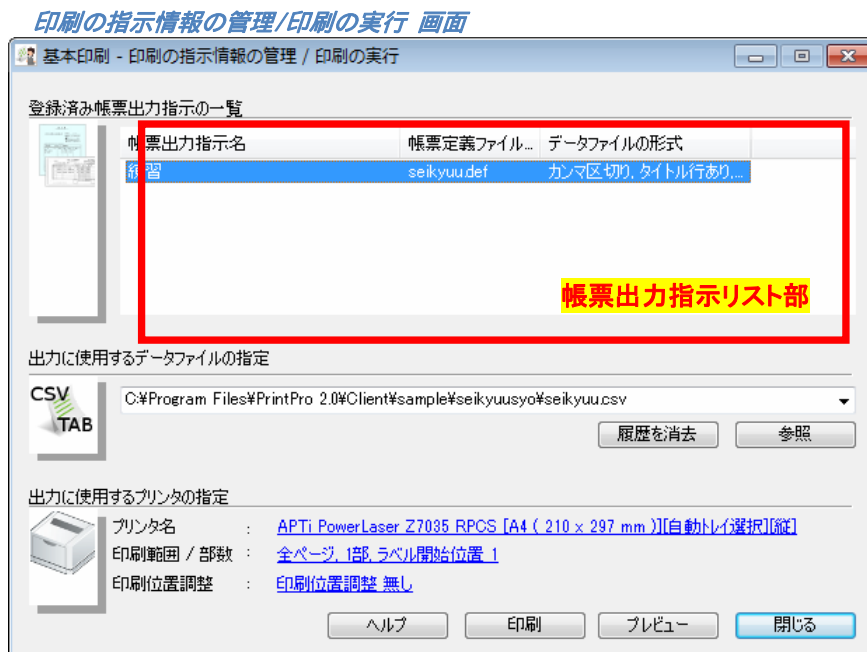 印刷の指示情報の管理/印刷の実行 画面
基本印刷 - 印刷の指示情報の管理 / 印刷の実行
登録済み帳票出力指示の一覧
帳票出力指示名 帳票定義ファイル... データファイルの形式
練習 seikyuu.def カンマ区切り, タイトル行あり,...
帳票出力指示リスト部
出力に使用するデータファイルの指定
CSV
TAB
C:¥Program Files¥PrintPro 2.0¥Client¥sample¥seikyuusyo¥seikyuu.csv
履歴を消去 参照
出力に使用するプリンタの指定
プリンタ名 : APTi PowerLaser Z7035 RPCS [A4 ( 210 x 297 mm )][自動トレイ選択][縦]
印刷範囲 / 部数 : 全ページ, 1部, ラベル開始位置 1
印刷位置調整 : 印刷位置調整 無し
ヘルプ 印刷 プレビュー 閉じる